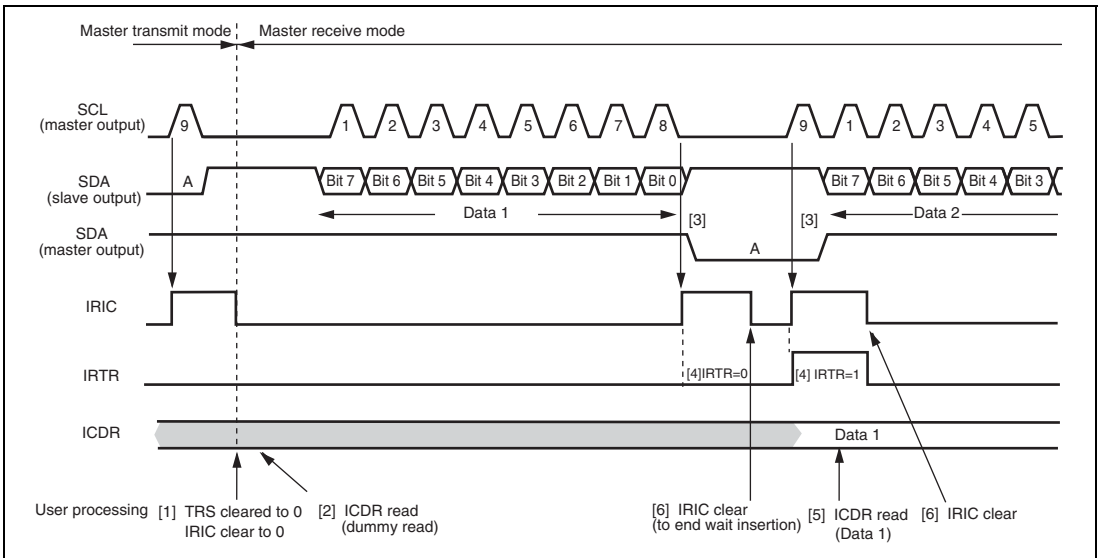 Master transmit mode Master receive mode
SCL
(master output)
9 1 2 3 4 5 6 7 8 9 1 2 3 4 5
SDA
(slave output)
A Bit 7 Bit 6 Bit 5 Bit 4 Bit 3 Bit 2 Bit 1 Bit 0 Bit 7 Bit 6 Bit 5 Bit 4 Bit 3
Data 1 [3] [3] Data 2
SDA
(master output)
A
IRIC
IRTR
[4]IRTR=0 [4] IRTR=1
ICDR
Data 1
User processing [1] TRS cleared to 0
IRIC clear to 0
[2] ICDR read
(dummy read)
[6] IRIC clear
(to end wait insertion)
[5] ICDR read
(Data 1)
[6] IRIC clear